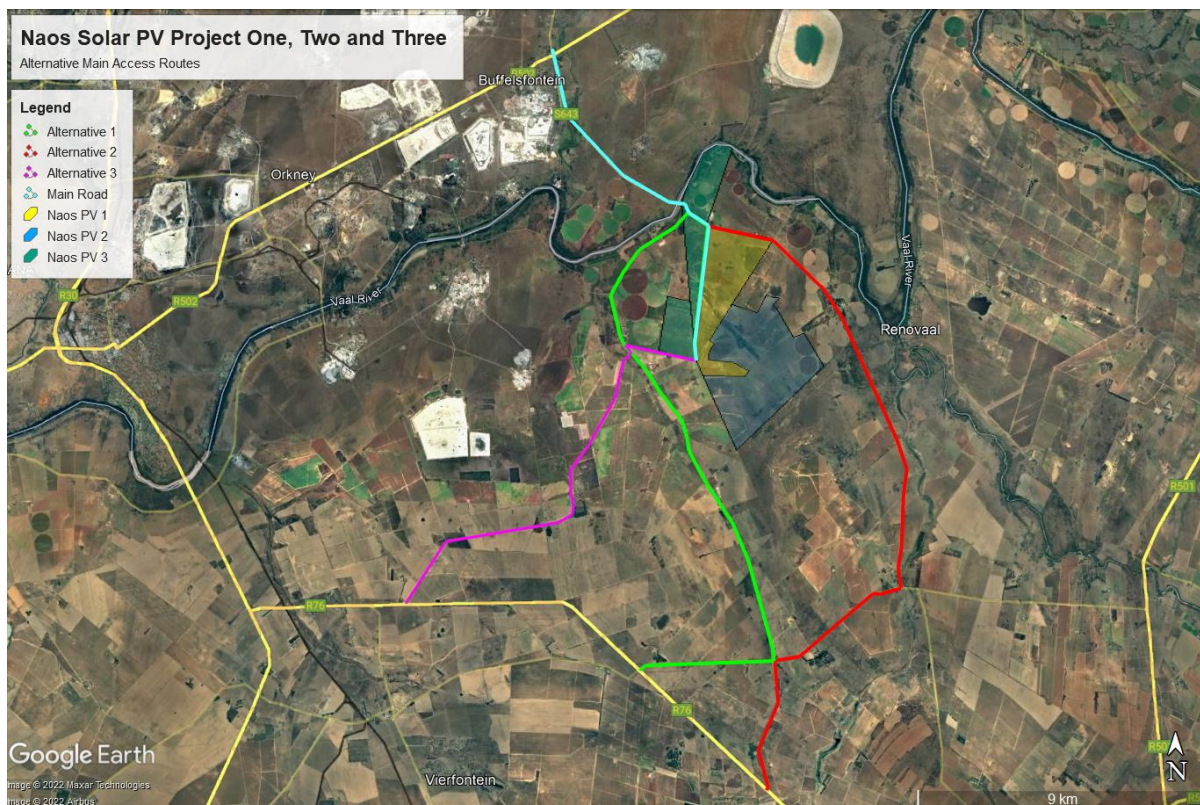 Naos Solar PV Project One, Two and Three
Alternative Main Access Routes
Legend
Alternative 1
Alternative 2
Alternative 3
Main Road
Naos PV 1
Naos PV 2
Naos PV 3
Buffelsfontein
S643
Orkney
R30
R502
Vaal River
Vaal River
Renovaal
R501
R76
R76
Vierfontein
Google Earth
Image © 2022 Maxar Technologies
Image © 2022 Airbus
N
9 km